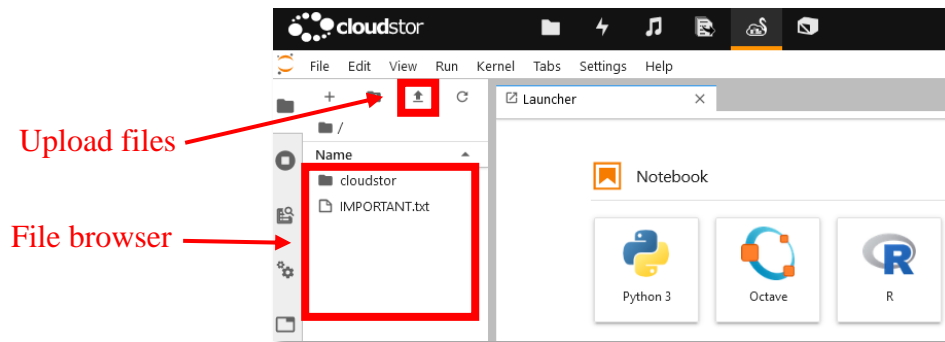 cloudstor
File Edit View Run Kernel Tabs Settings Help
Launcher
/
Upload files
Name
cloudstor
Notebook
IMPORTANT.txt
File browser
Python 3 Octave R